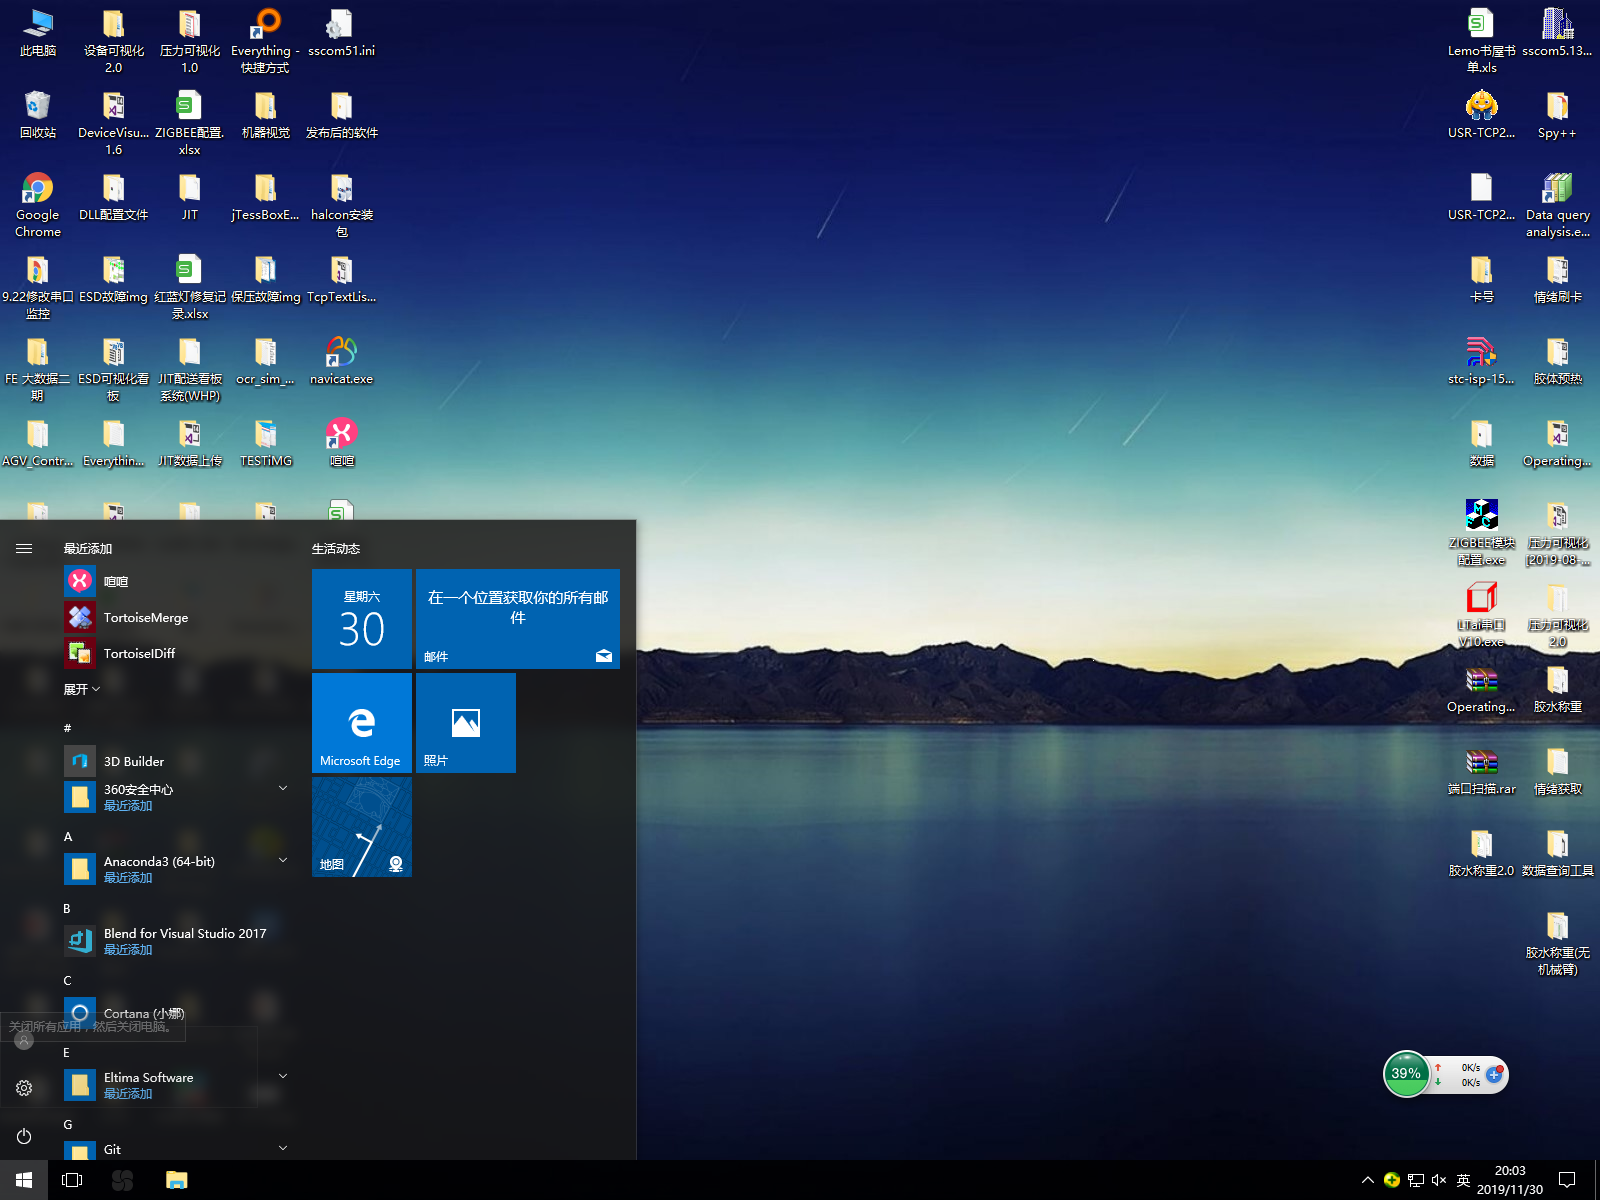 此电脑
设备可视化
2.0
压力可视化
1.0
Everything -
快捷方式
sscom51.ini
回收站
DeviceVisu...
1.6
ZIGBEE配置.
xlsx
机器视觉
发布后的软件
Google
Chrome
DLL配置文件
JIT
jTessBoxE...
halcon安装
包
9.22修改串口
监控
ESD故障img
红蓝灯修复记
录.xlsx
保压故障img
TcpTextLis...
FE 大数据二
期
ESD可视化看
板
JIT配送看板
系统(WHP)
ocr_sim_...
navicat.exe
AGV_Contr...
Everythin...
JIT数据上传
TESTiMG
喧喧
Lemo书屋书
单.xls
sscom5.13...
USR-TCP2...
Spy++
USR-TCP2...
Data query
analysis.e...
卡号
情绪刷卡
stc-isp-15...
胶体预热
数据
Operating...
ZIGBEE模块
配置.exe
压力可视化
[2019-08-...
LTai串口
V10.exe
压力可视化
2.0
Operating...
胶水称重
端口扫描.rar
情绪获取
胶水称重2.0
数据查询工具
胶水称重(无
机械臂)
最近添加
喧喧
TortoiseMerge
TortoiseIDiff
展开
#
3D Builder
360安全中心
最近添加
A
Anaconda3 (64-bit)
最近添加
B
Blend for Visual Studio 2017
最近添加
C
Cortana (小娜)
关闭所有应用，然后关闭电脑。
E
Eltima Software
最近添加
G
Git
生活动态
星期六
30
在一个位置获取你的所有邮
件
邮件
Microsoft Edge
照片
地图
39%
0K/s
0K/s
英
20:03
2019/11/30